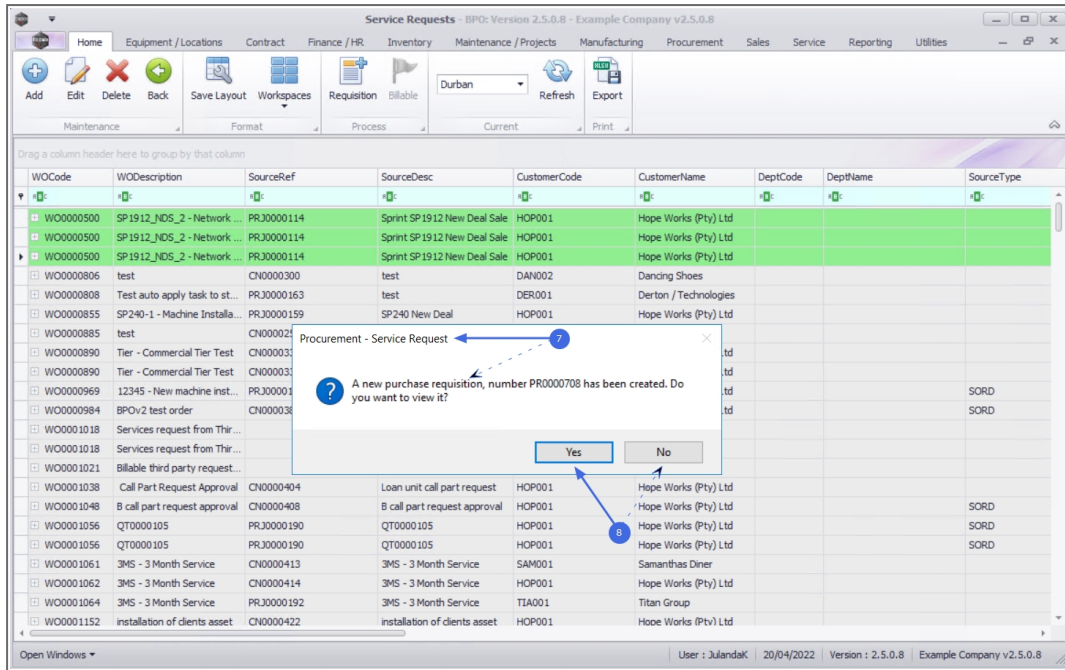 Service Requests - BPO: Version 2.5.0.8 - Example Company v2.5.0.8
Home Equipment / Locations Contract Finance / HR Inventory Maintenance / Projects Manufacturing Procurement Sales Service Reporting Utilities
Add Edit Delete Back Save Layout Workspaces Requisition Billable Durban Refresh Export
Maintenance Format Process Current Print
Drag a column header here to group by that column
WOCode WODescription SourceRef SourceDesc CustomerCode CustomerName DeptCode DeptName SourceType
WO0000500 SP1912_NDS_2 - Network ... PRJ0000114 Sprint SP1912 New Deal Sale HOP001 Hope Works (Pty) Ltd
WO0000500 SP1912_NDS_2 - Network ... PRJ0000114 Sprint SP1912 New Deal Sale HOP001 Hope Works (Pty) Ltd
WO0000500 SP1912_NDS_2 - Network ... PRJ0000114 Sprint SP1912 New Deal Sale HOP001 Hope Works (Pty) Ltd
WO0000806 test CN0000300 test DAN002 Dancing Shoes
WO0000808 Test auto apply task to st... PRJ0000163 test DER001 Derton / Technologies
WO0000855 SP240-1 - Machine Installa... PRJ0000159 SP240 New Deal HOP001 Hope Works (Pty) Ltd
WO0000885 test CN000025
WO0000890 Tier - Commercial Tier Test CN000033 .td
WO0000890 Tier - Commercial Tier Test CN000033 .td
WO0000969 12345 - New machine inst... PRJ00001 .td SORD
WO0000984 BPOv2 test order CN000038 .td SORD
WO0001018 Services request from Thir...
WO0001018 Services request from Thir...
WO0001021 Billable third party request...
Procurement - Service Request 7
A new purchase requisition, number PR0000708 has been created. Do
you want to view it?
Yes No
WO0001038 Call Part Request Approval CN0000404 Loan unit call part request HOP001 Hope Works (Pty) Ltd
WO0001048 B call part request approval CN0000408 B call part request approval HOP001 Hope Works (Pty) Ltd SORD
8
WO0001056 QT0000105 PRJ0000190 QT0000105 HOP001 Hope Works (Pty) Ltd SORD
WO0001056 QT0000105 PRJ0000190 QT0000105 HOP001 Hope Works (Pty) Ltd SORD
WO0001061 3MS - 3 Month Service CN0000413 3MS - 3 Month Service SAM001 Samanthas Diner
WO0001062 3MS - 3 Month Service CN0000414 3MS - 3 Month Service HOP001 Hope Works (Pty) Ltd
WO0001064 3MS - 3 Month Service PRJ0000192 3MS - 3 Month Service TIA001 Titan Group
WO0001152 installation of clients asset CN0000422 installation of clients asset HOP001 Hope Works (Pty) Ltd
Open Windows User : JulandaK 20/04/2022 Version : 2.5.0.8 Example Company v2.5.0.8